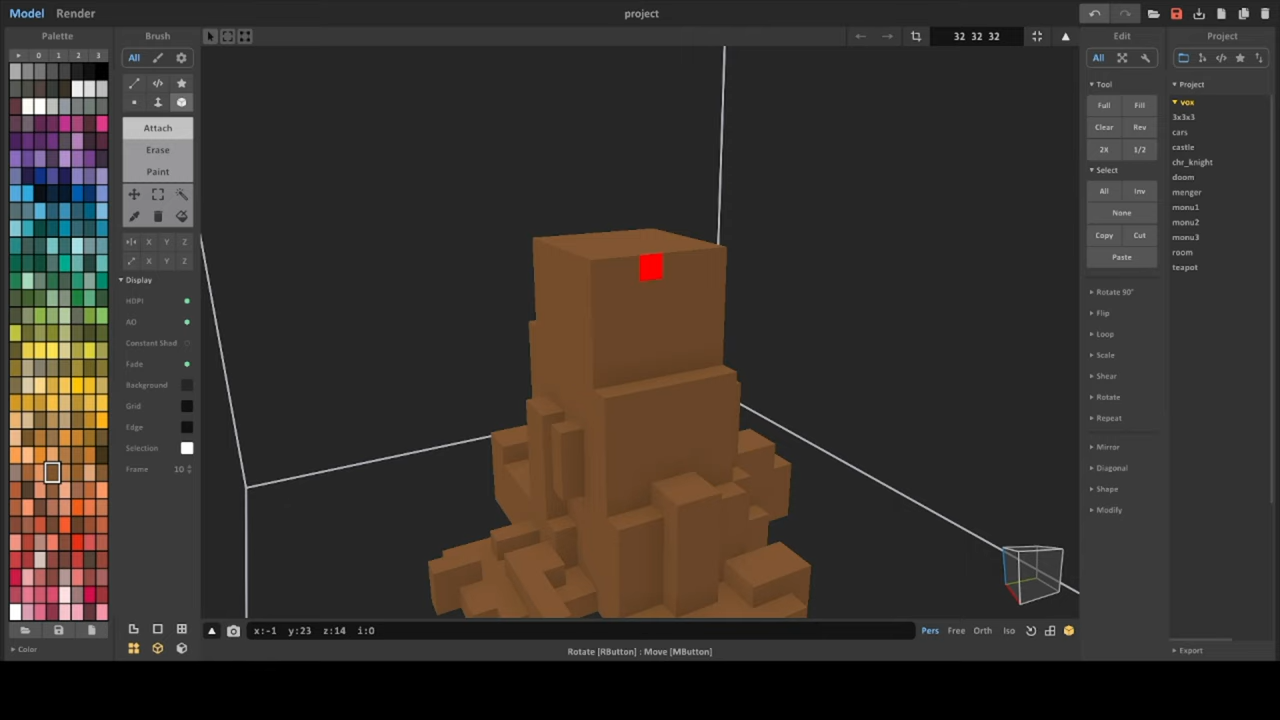 Model Render
project
Palette
Brush
32 32 32
Edit
Project
0 1 2 3
All
All
Tool
Project
Full Fill
vox
3x3x3
Attach
Clear Rev
cars
Erase
2X 1/2
castle
Paint
Select
chr_knight
doom
All Inv
menger
None
monu1
X Y Z
Copy Cut
monu2
X Y Z
Paste
monu3
room
teapot
Display
HDPI
Rotate 90°
AO
Flip
Constant Shad
Loop
Fade
Scale
Background
Shear
Grid
Rotate
Edge
Repeat
Selection
Mirror
Frame 10
Diagonal
Shape
Modify
x:-1 y:23 z:14 i:0
Pers Free Orth Iso
Color
Rotate [RButton] : Move [MButton]
Export